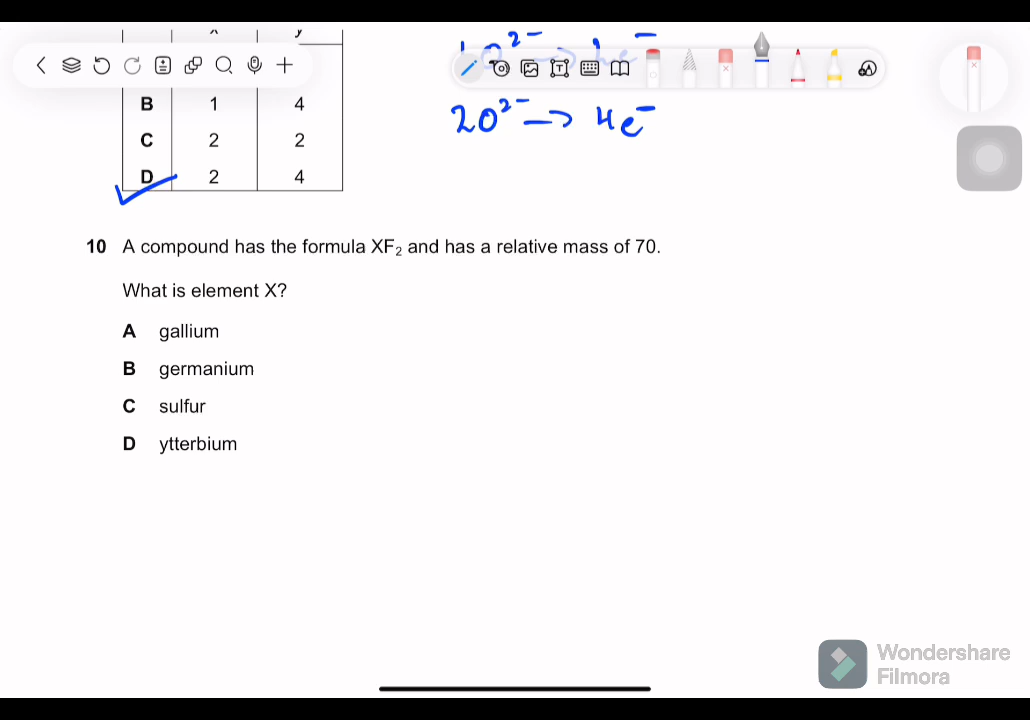 x y
B 1 4
C 2 2
D 2 4
2O²⁻ → 4e⁻
10 A compound has the formula XF₂ and has a relative mass of 70.
What is element X?
A gallium
B germanium
C sulfur
D ytterbium
Wondershare
Filmora